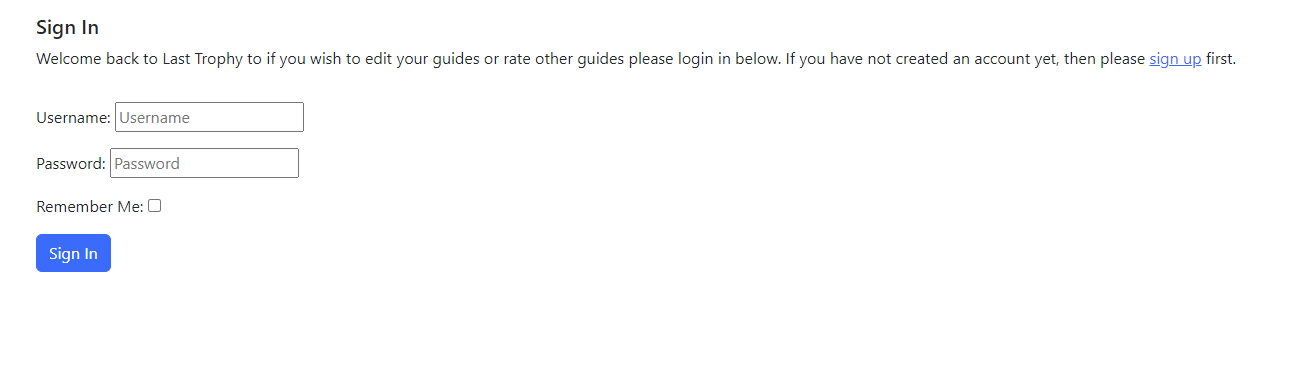 Sign In
Welcome back to Last Trophy to if you wish to edit your guides or rate other guides please login in below. If you have not created an account yet, then please sign up first.
Username: Username
Password: Password
Remember Me:
Sign In